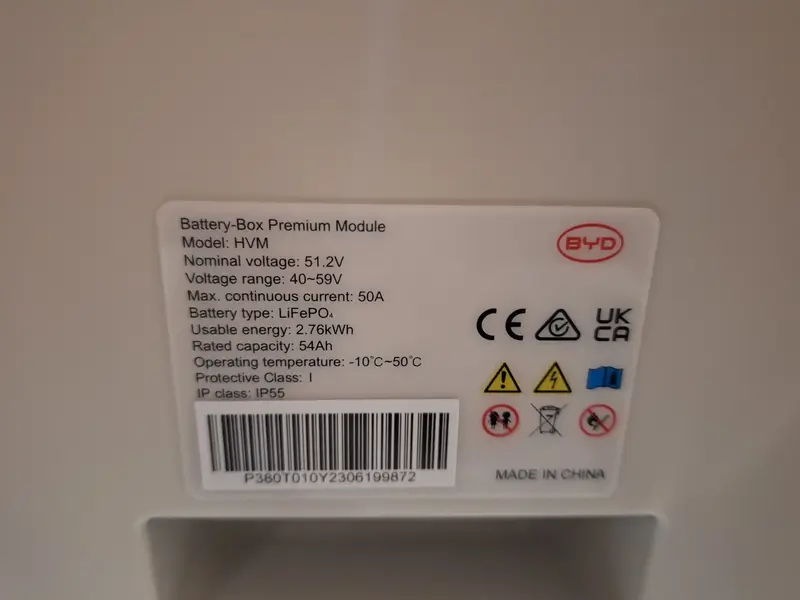 Battery-Box Premium Module
Model: HVM
Nominal voltage: 51.2V
Voltage range: 40~59V
Max. continuous current: 50A
Battery type: LiFePO₄
Usable energy: 2.76kWh
Rated capacity: 54Ah
Operating temperature: -10℃~50℃
Protective Class: I
IP class: IP55
P380T010Y2306199872
BYD
CE
UK
CA
MADE IN CHINA